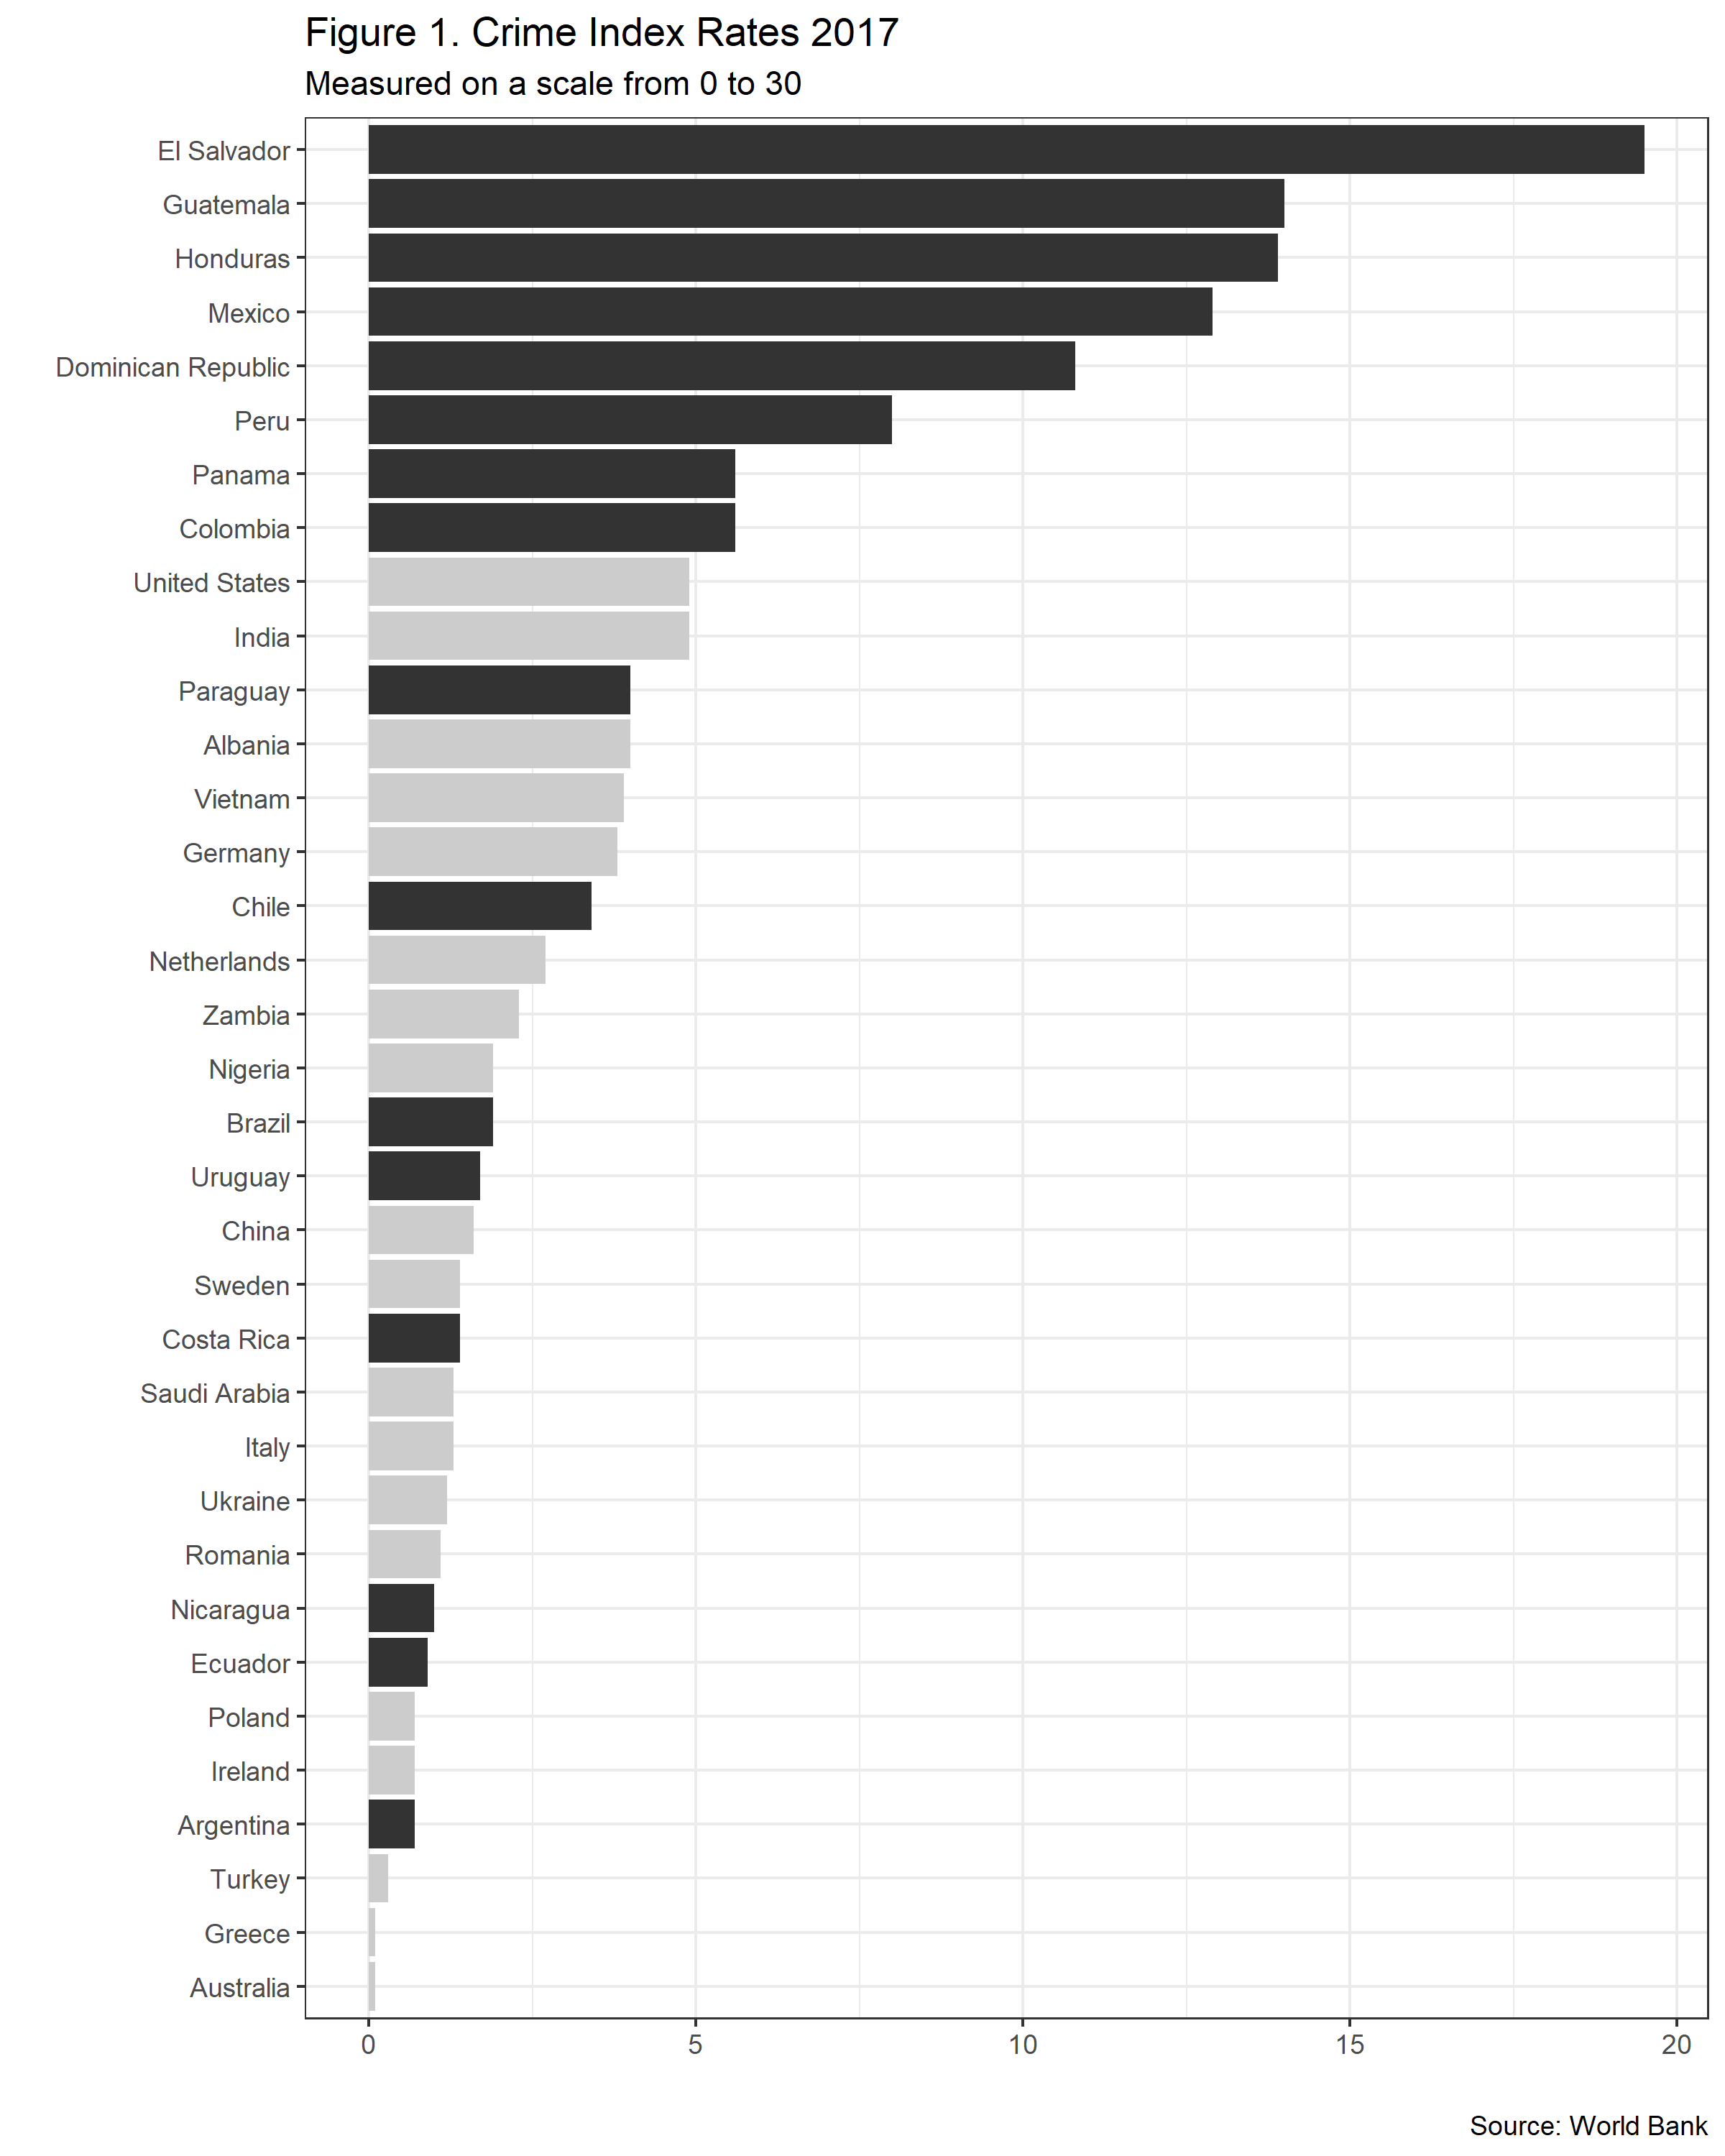 Figure 1. Crime Index Rates 2017
Measured on a scale from 0 to 30
El Salvador
Guatemala
Honduras
Mexico
Dominican Republic
Peru
Panama
Colombia
United States
India
Paraguay
Albania
Vietnam
Germany
Chile
Netherlands
Zambia
Nigeria
Brazil
Uruguay
China
Sweden
Costa Rica
Saudi Arabia
Italy
Ukraine
Romania
Nicaragua
Ecuador
Poland
Ireland
Argentina
Turkey
Greece
Australia
0 5 10 15 20
Source: World Bank